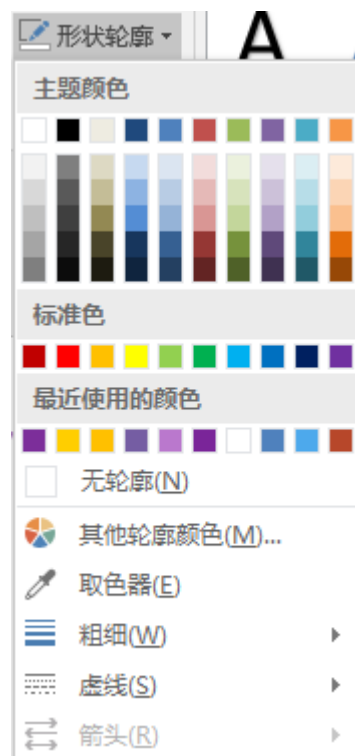 形状轮廓
A
主题颜色
标准色
最近使用的颜色
无轮廓(N)
其他轮廓颜色(M)...
取色器(E)
粗细(W)
虚线(S)
箭头(R)